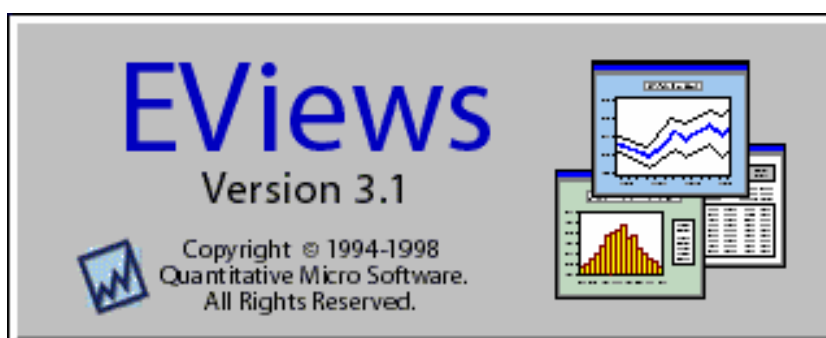 EViews
Version 3.1
Copyright © 1994-1998
Quantitative Micro Software.
All Rights Reserved.